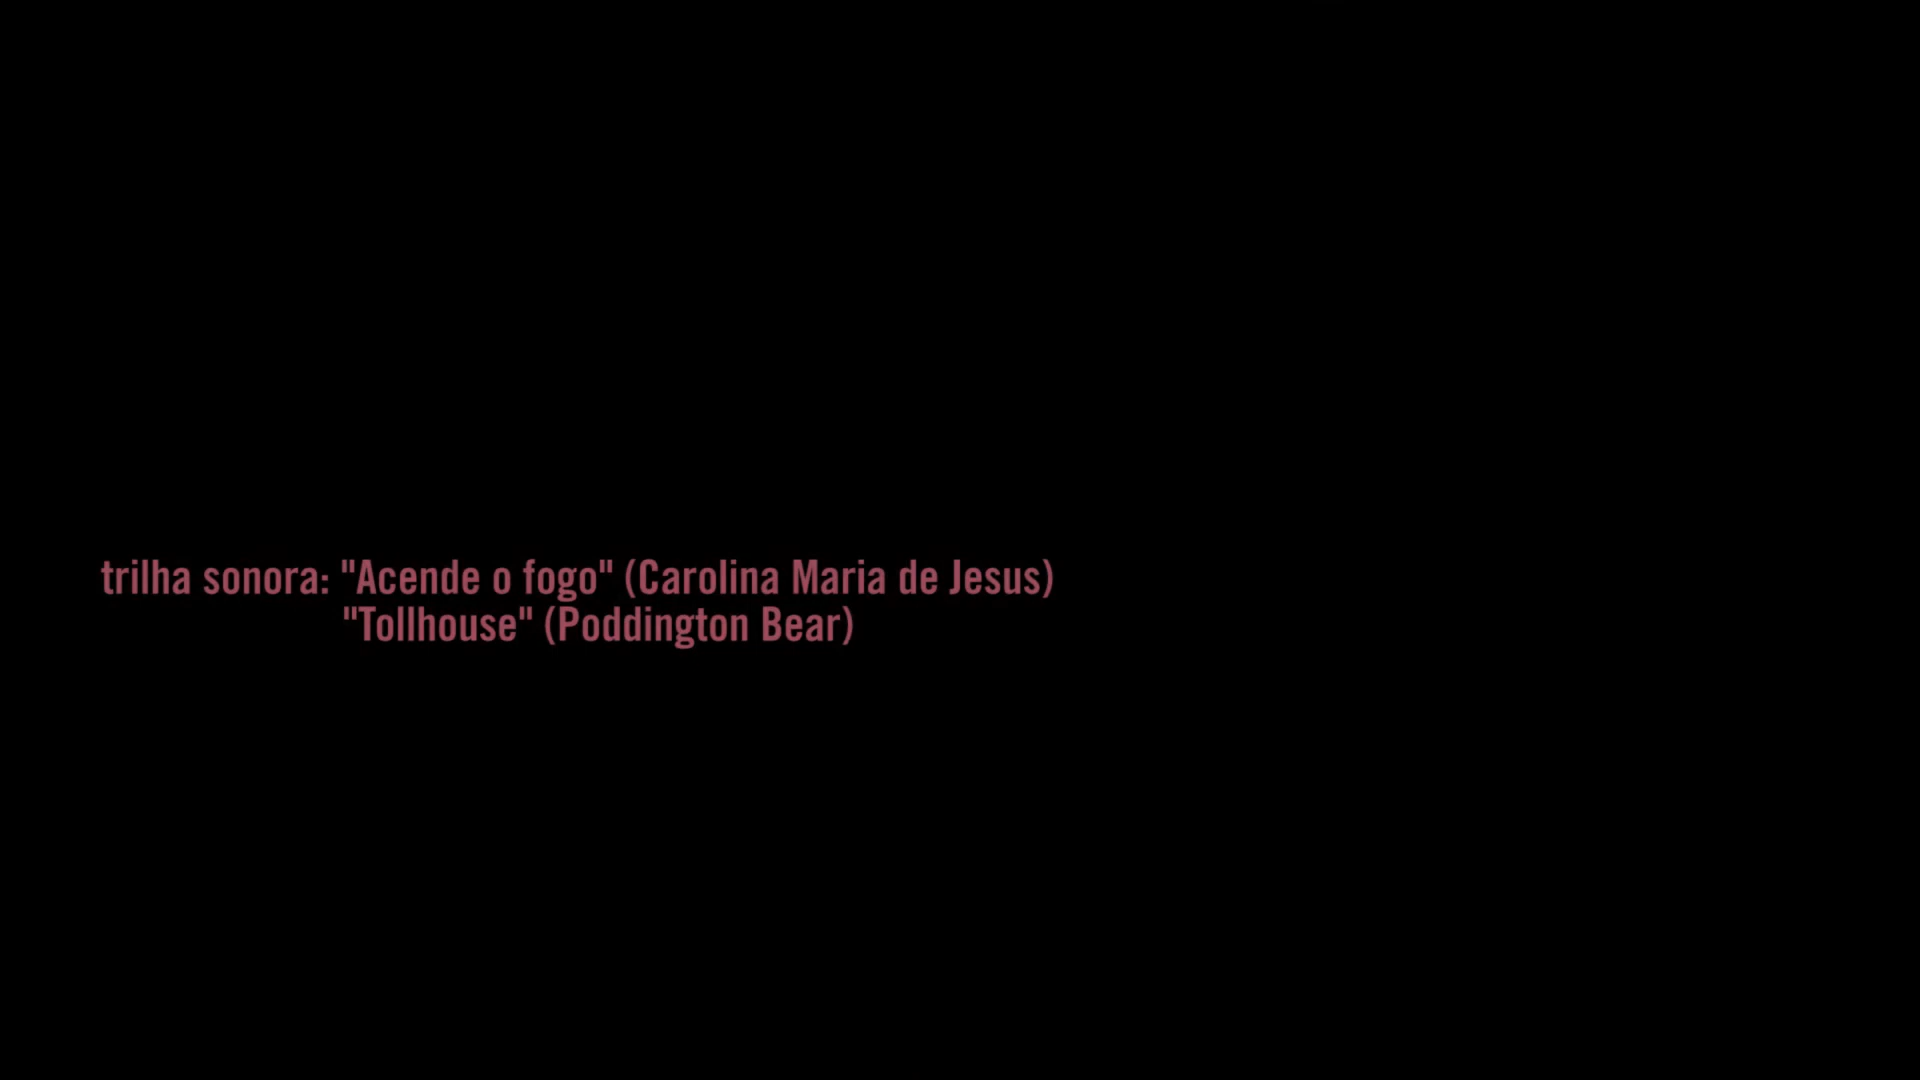 trilha sonora: "Acende o fogo" (Carolina Maria de Jesus)
"Tollhouse" (Poddington Bear)